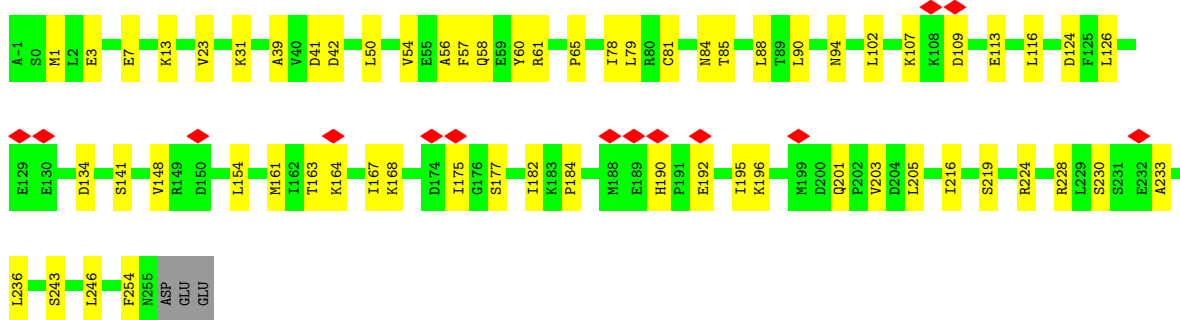 A-1 S0 M1 L2 E3 E7 K13 V23 K31 A39 V40 D41 D42 L50 V54 E55 A56 F57 Q58 E59 Y60 R61 P65 I78 L79 R80 C81 N84 T85 L88 T89 L90 N94 L102 K107 K108 D109 E113 L116 D124 F125 L126
E129 E130 D134 S141 V148 R149 D150 L154 M161 I162 T163 K164 I167 K168 D174 I175 G176 S177 I182 K183 P184 M188 E189 H190 P191 E192 I195 K196 M199 D200 Q201 P202 V203 D204 L205 I216 S219 R224 R228 L229 S230 S231 E232 A233
L236 S243 L246 F254 N255 ASP GLU GLU